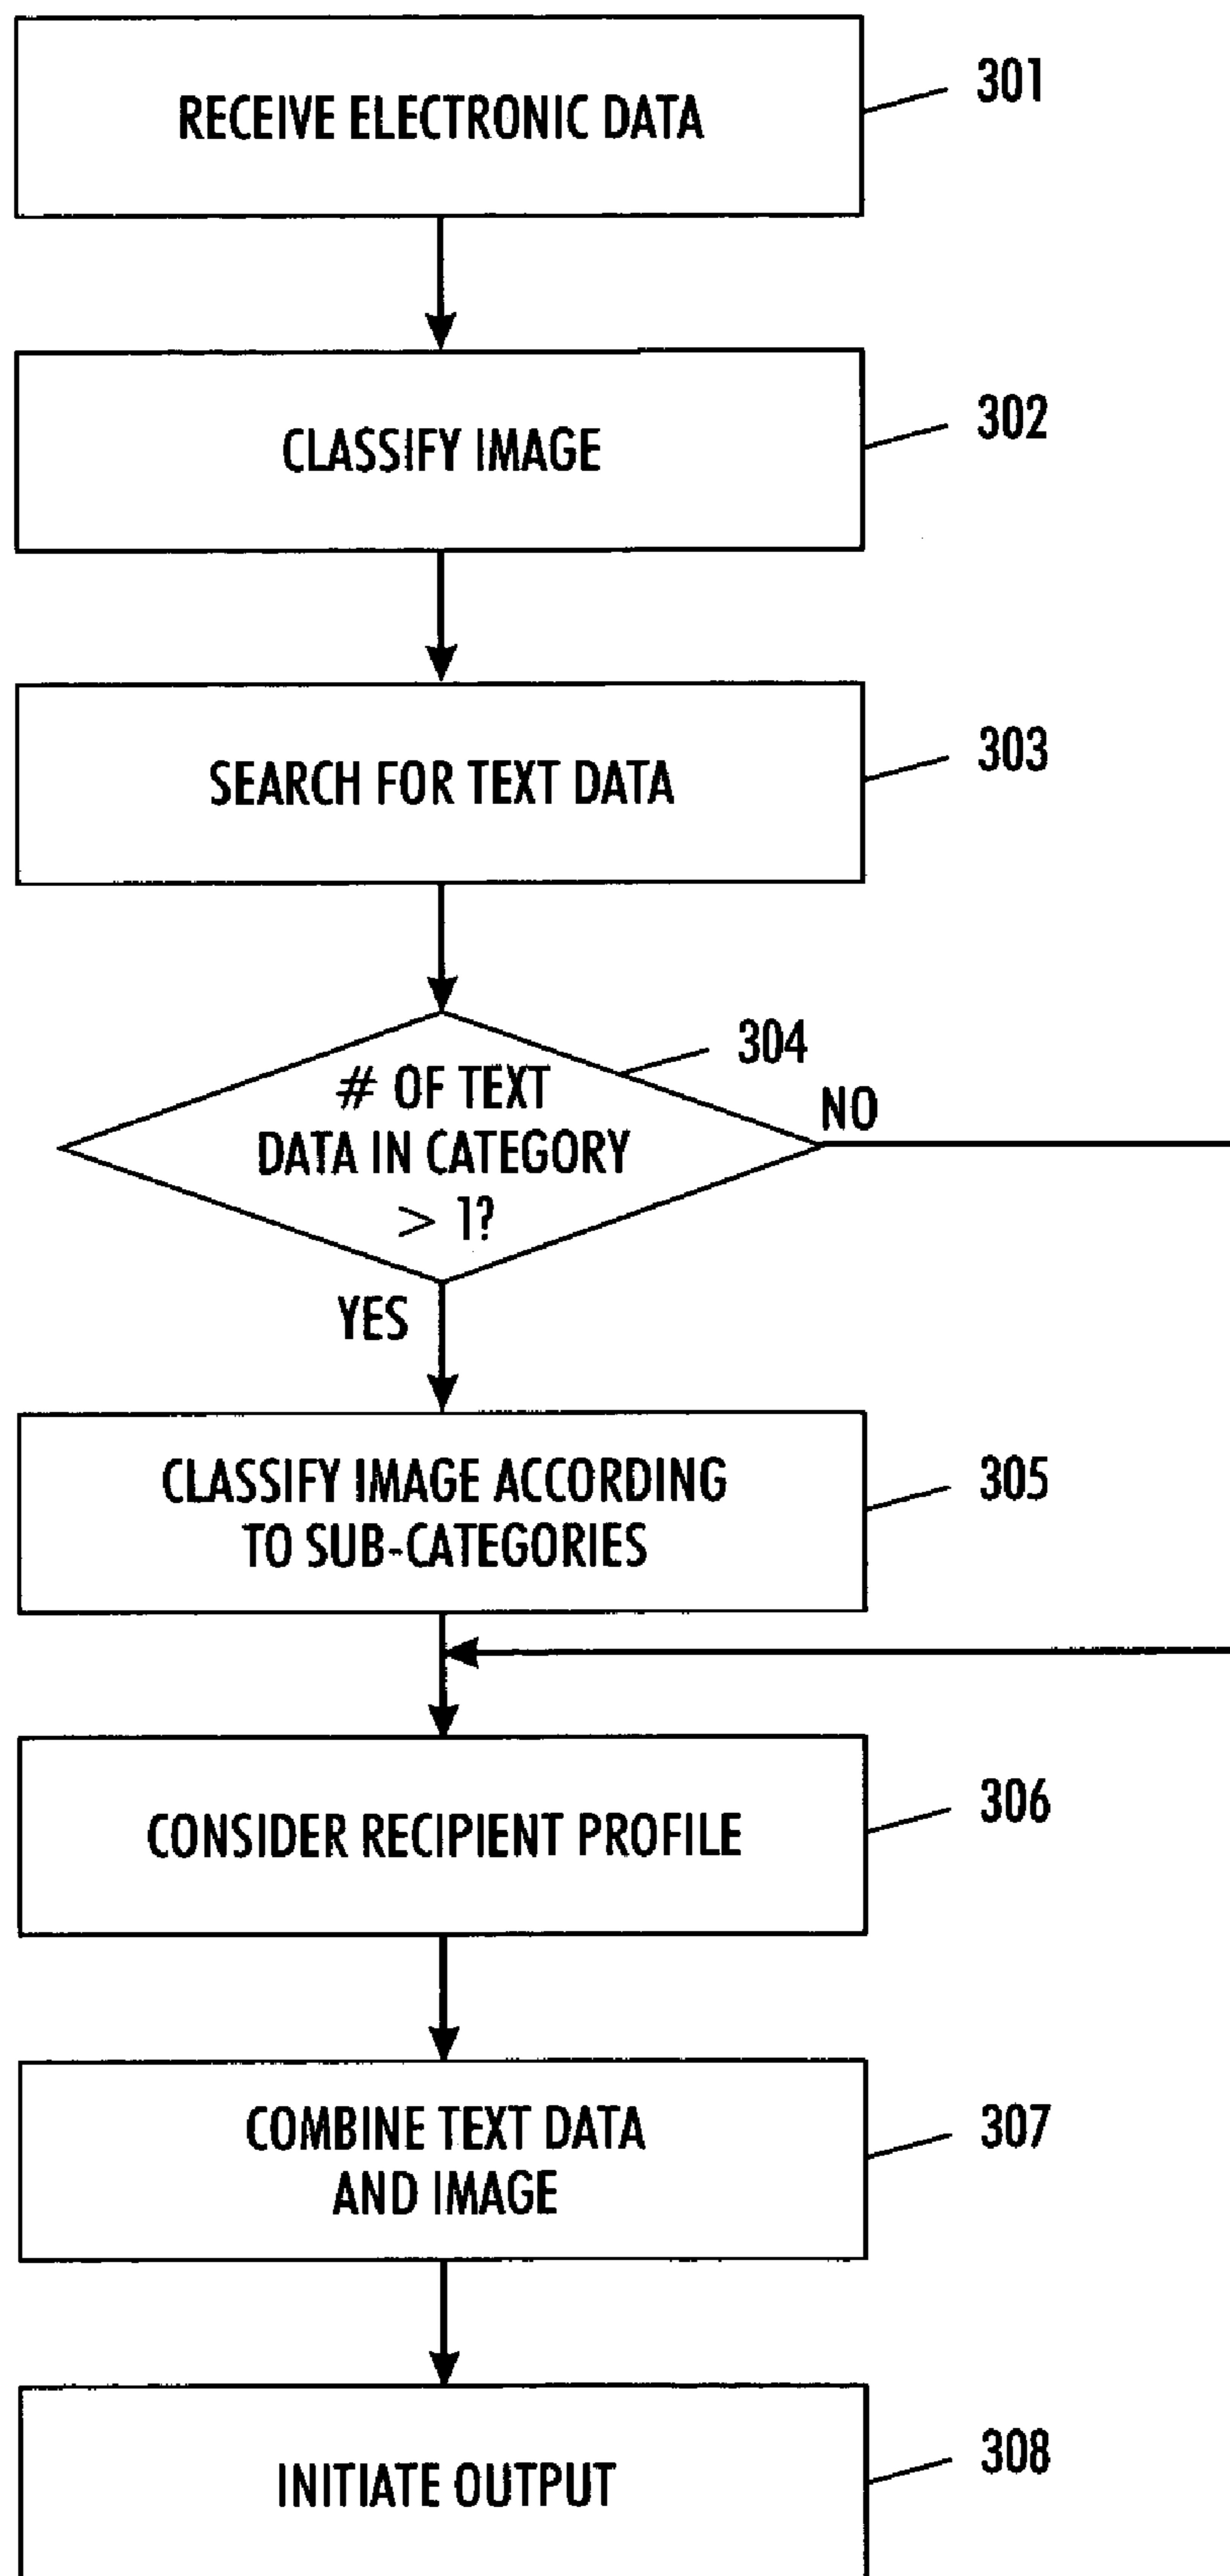 RECEIVE ELECTRONIC DATA
301
CLASSIFY IMAGE
302
SEARCH FOR TEXT DATA
303
# OF TEXT
DATA IN CATEGORY
> 1?
304
NO
YES
CLASSIFY IMAGE ACCORDING
TO SUB-CATEGORIES
305
CONSIDER RECIPIENT PROFILE
306
COMBINE TEXT DATA
AND IMAGE
307
INITIATE OUTPUT
308